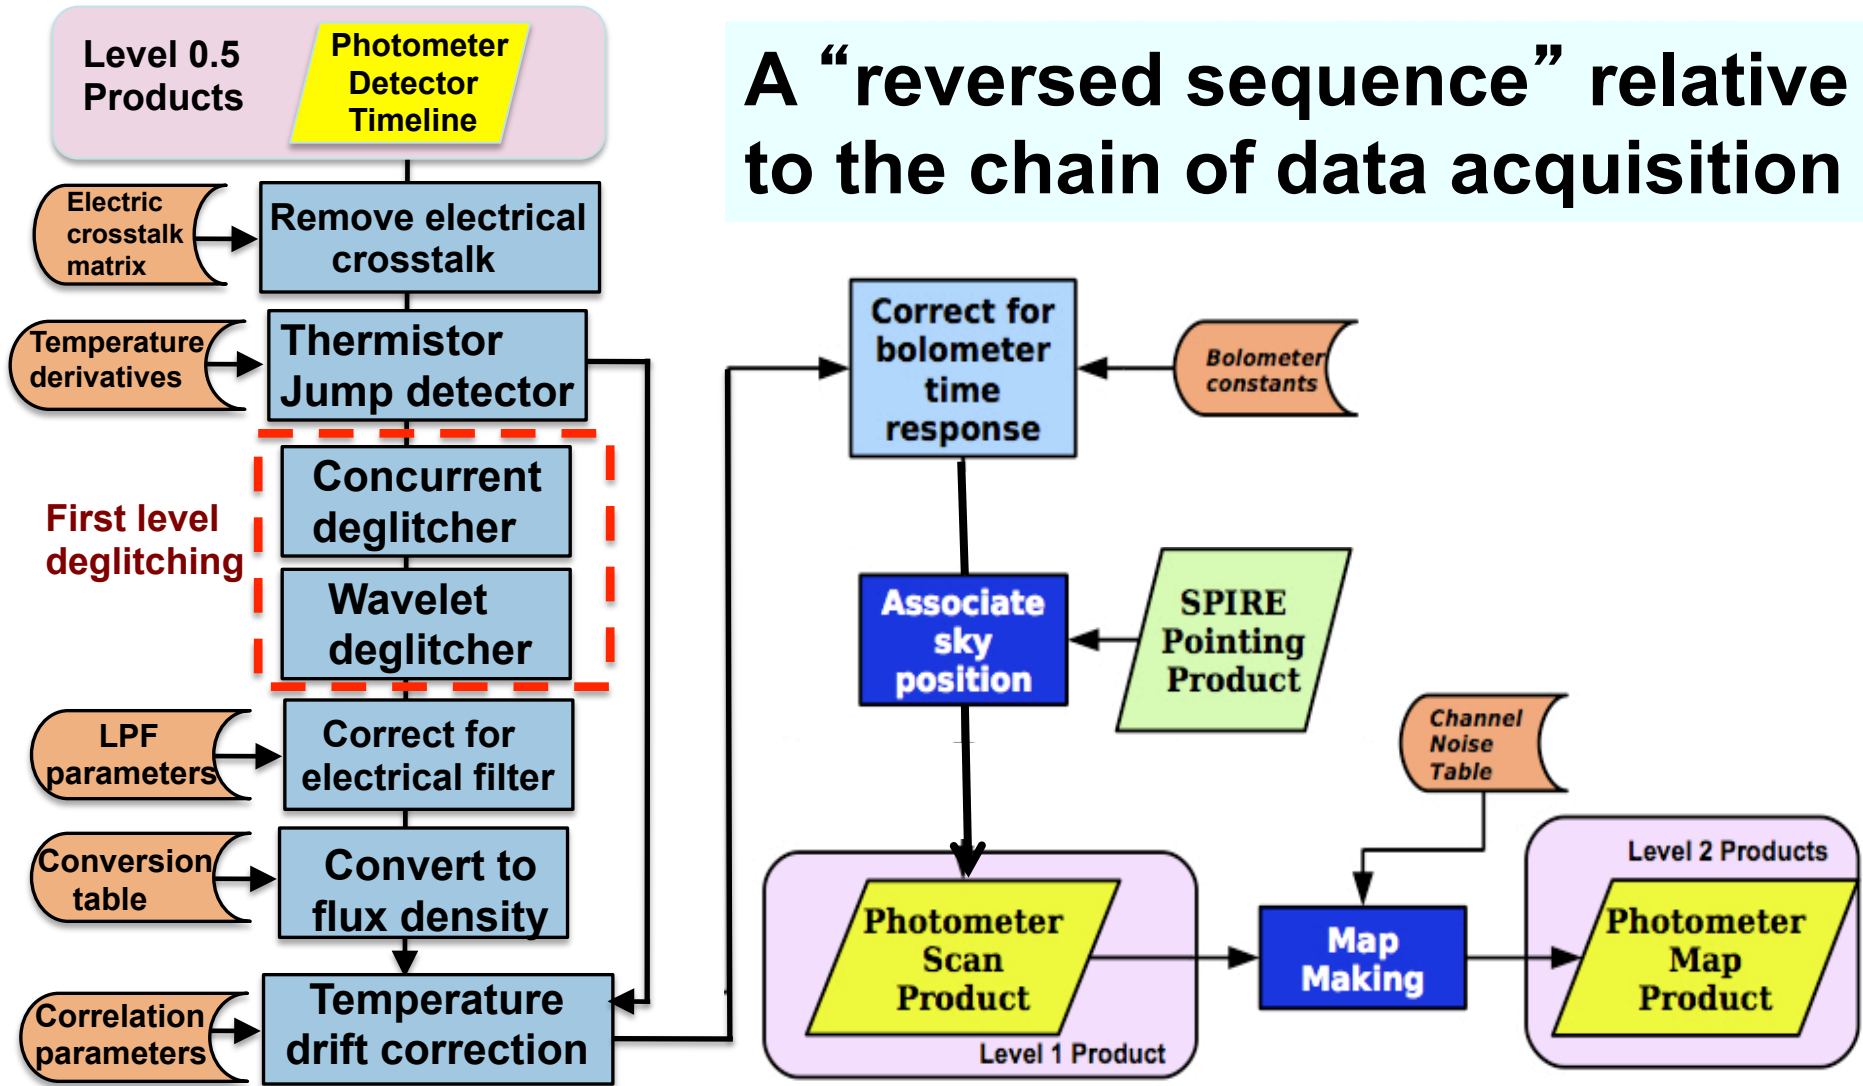 Level 0.5
Products
Photometer
Detector
Timeline
A “reversed sequence” relative
to the chain of data acquisition
Electric
crosstalk
matrix
Remove electrical
crosstalk
Temperature
derivatives
Thermistor
Jump detector
First level
deglitching
Concurrent
deglitcher
Wavelet
deglitcher
LPF
parameters
Correct for
electrical filter
Conversion
table
Convert to
flux density
Correlation
parameters
Temperature
drift correction
Correct for
bolometer
time
response
Bolometer
constants
Associate
sky
position
SPIRE
Pointing
Product
Channel
Noise
Table
Photometer
Scan
Product
Level 1 Product
Map
Making
Level 2 Products
Photometer
Map
Product